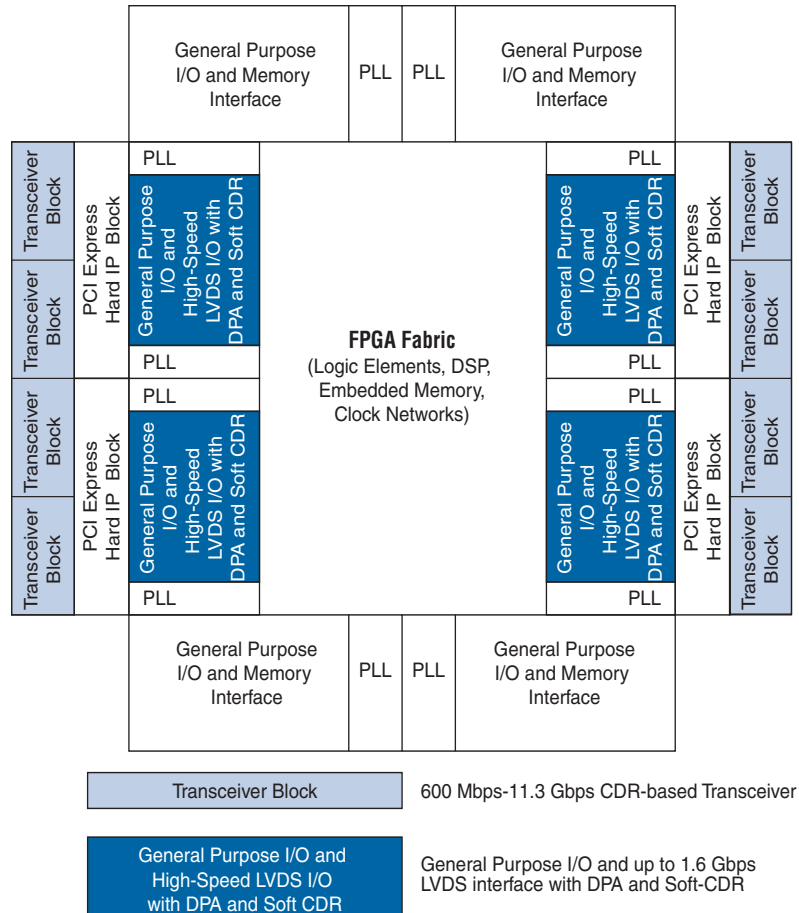 General Purpose
I/O and Memory
Interface
PLL
PLL
General Purpose
I/O and Memory
Interface
Transceiver
Block
Transceiver
Block
PCI Express
Hard IP Block
PLL
General Purpose
I/O and
High-Speed
LVDS I/O with
DPA and Soft CDR
PLL
Transceiver
Block
Transceiver
Block
PCI Express
Hard IP Block
PLL
General Purpose
I/O and
High-Speed
LVDS I/O with
DPA and Soft CDR
PLL
FPGA Fabric
(Logic Elements, DSP,
Embedded Memory,
Clock Networks)
PLL
General Purpose
I/O and
High-Speed
LVDS I/O with
DPA and Soft CDR
PLL
PCI Express
Hard IP Block
Transceiver
Block
Transceiver
Block
PLL
General Purpose
I/O and
High-Speed
LVDS I/O with
DPA and Soft CDR
PLL
PCI Express
Hard IP Block
Transceiver
Block
Transceiver
Block
General Purpose
I/O and Memory
Interface
PLL
PLL
General Purpose
I/O and Memory
Interface
Transceiver Block
600 Mbps-11.3 Gbps CDR-based Transceiver
General Purpose I/O and
High-Speed LVDS I/O
with DPA and Soft CDR
General Purpose I/O and up to 1.6 Gbps
LVDS interface with DPA and Soft-CDR